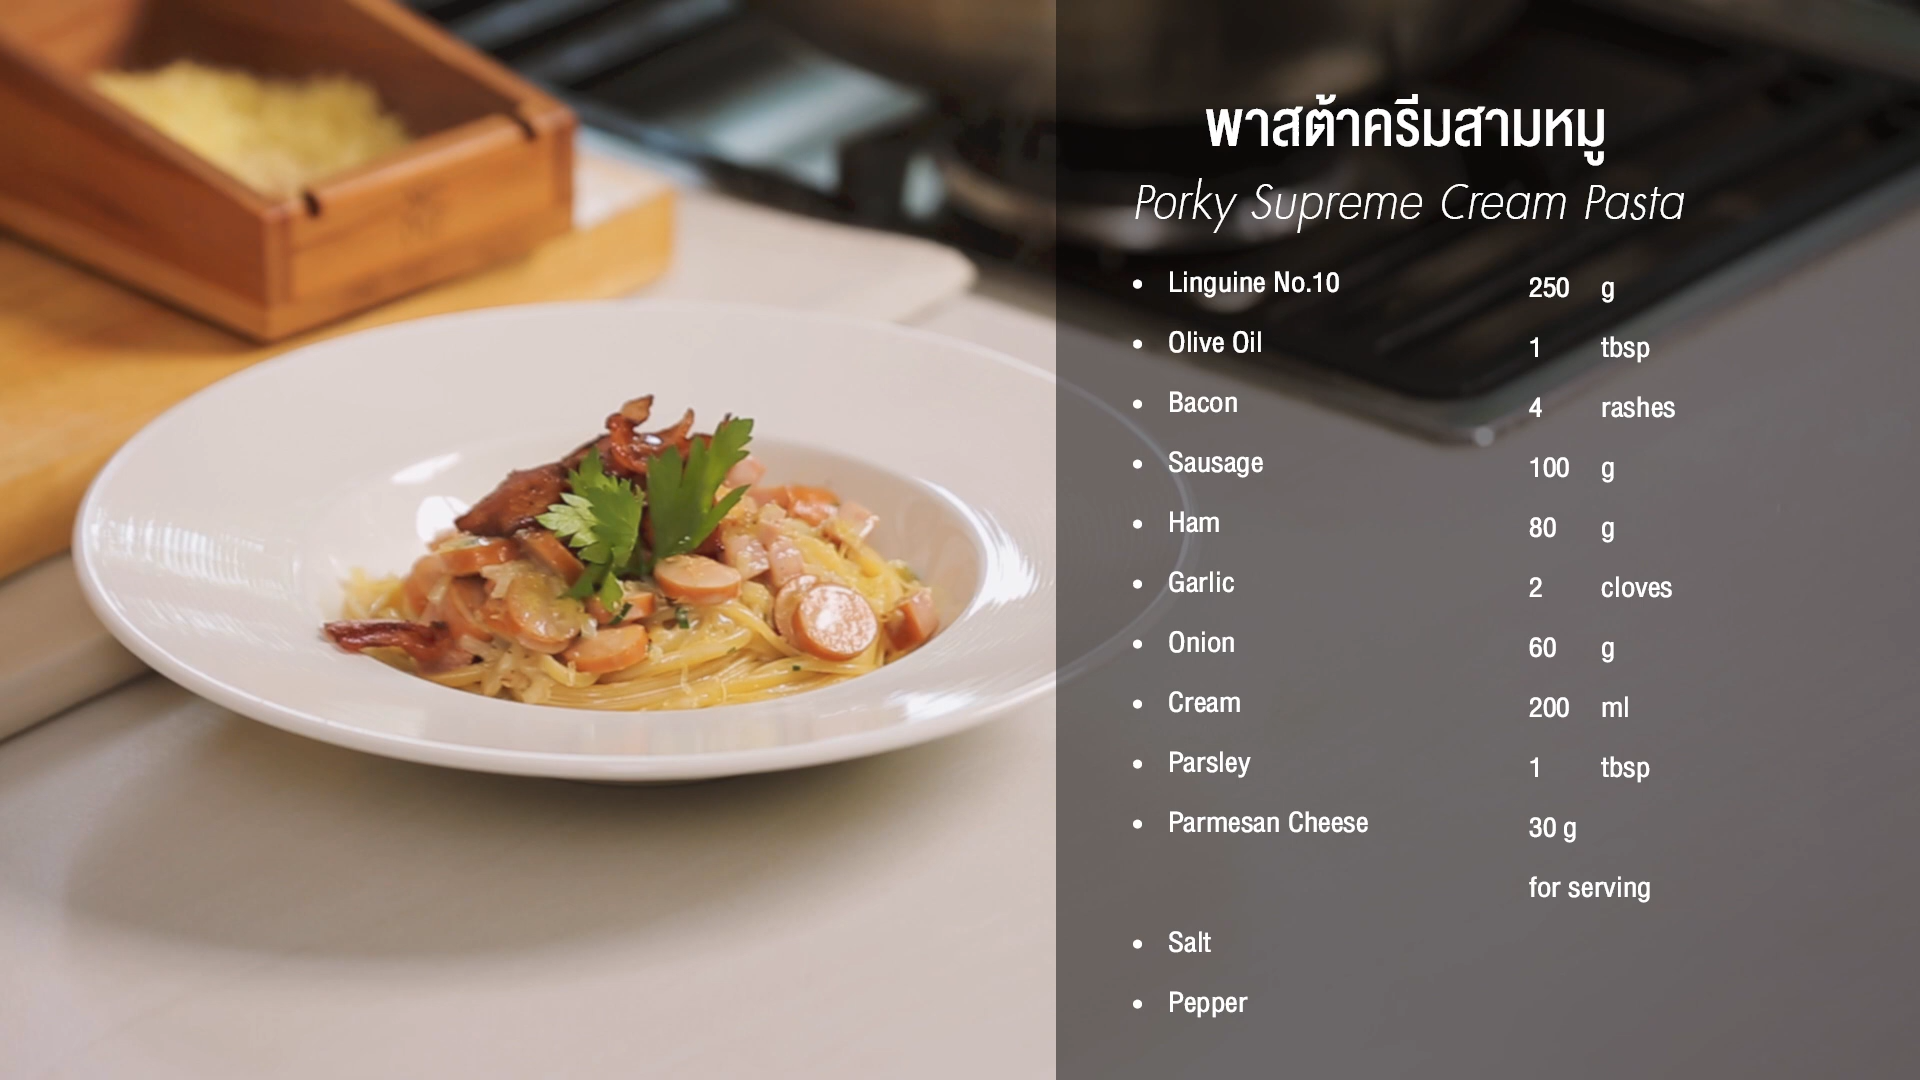 พาสต้าครีมสามหมู
Porky Supreme Cream Pasta
• Linguine No.10 250 g
• Olive Oil 1 tbsp
• Bacon 4 rashes
• Sausage 100 g
• Ham 80 g
• Garlic 2 cloves
• Onion 60 g
• Cream 200 ml
• Parsley 1 tbsp
• Parmesan Cheese 30 g
for serving
• Salt
• Pepper